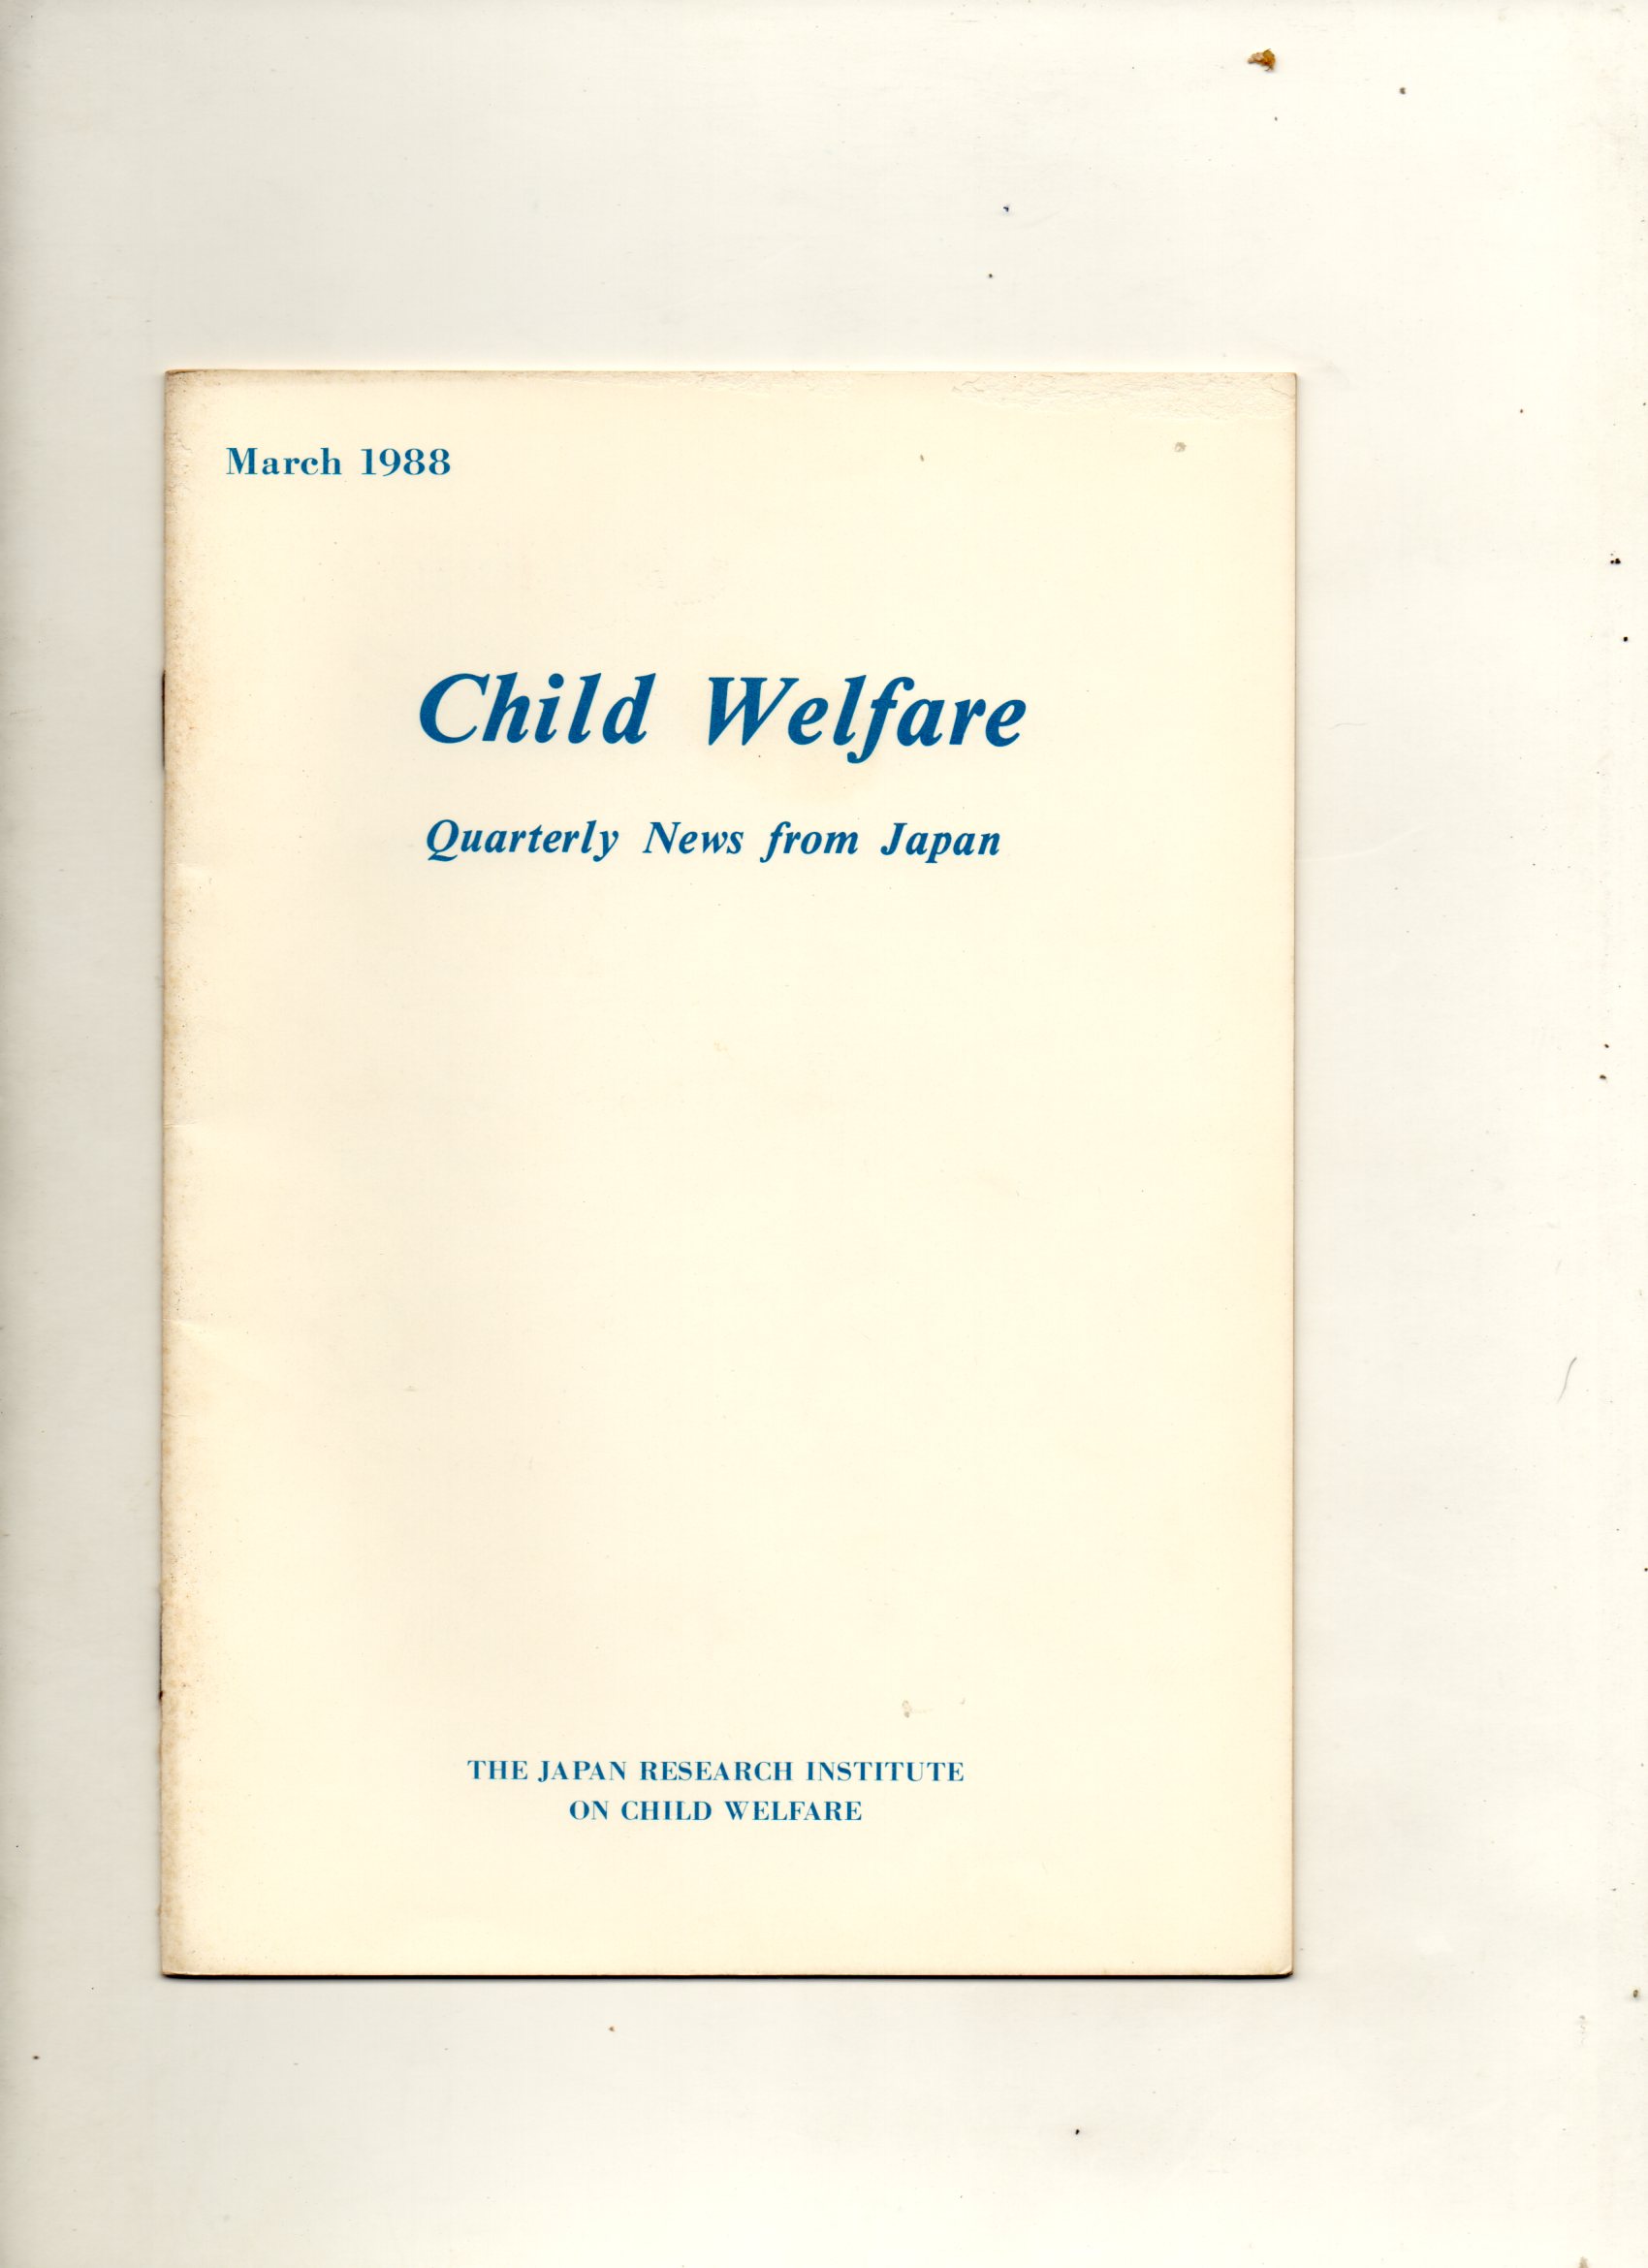 March 1988
Child Welfare
Quarterly News from Japan
THE JAPAN RESEARCH INSTITUTE
ON CHILD WELFARE